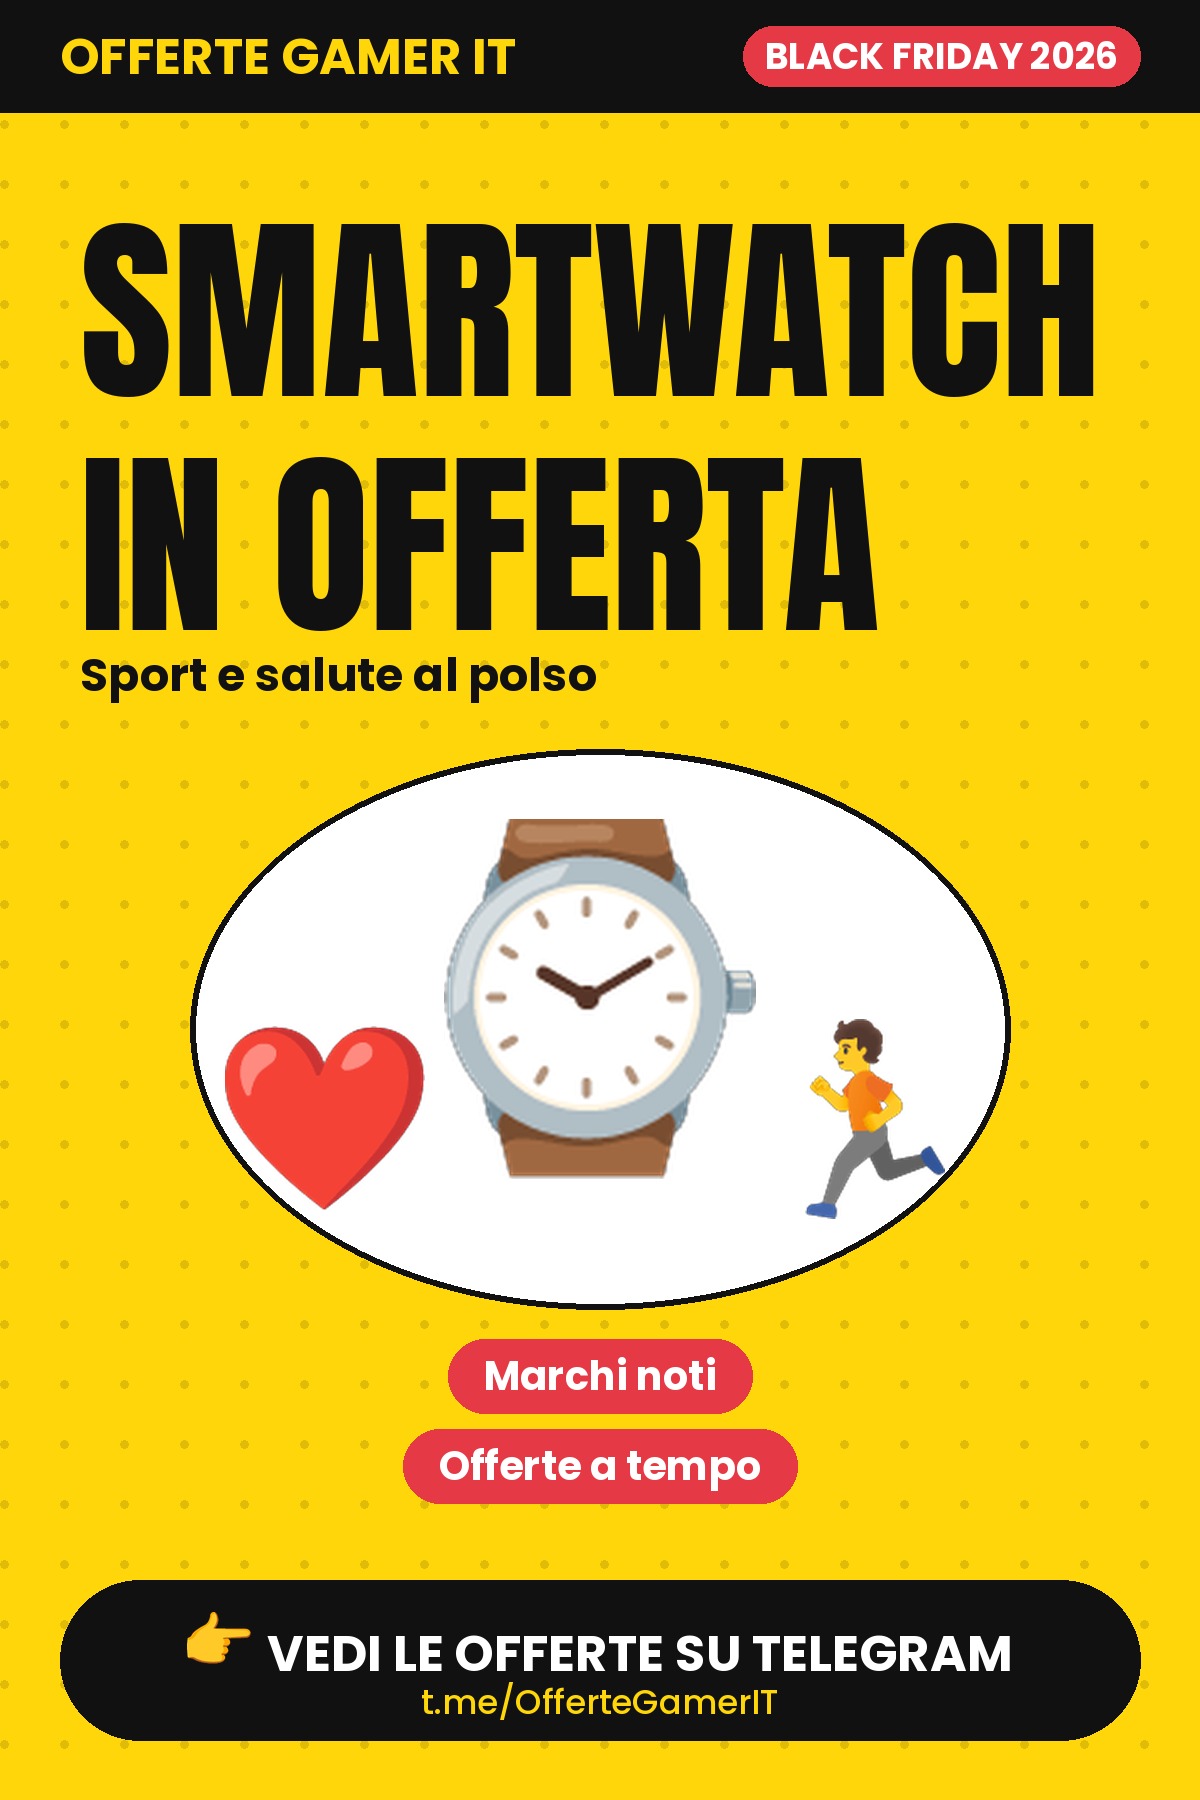 OFFERTE GAMER IT
BLACK FRIDAY 2026
SMARTWATCH
IN OFFERTA
Sport e salute al polso
Marchi noti
Offerte a tempo
VEDI LE OFFERTE SU TELEGRAM
t.me/OfferteGamerIT